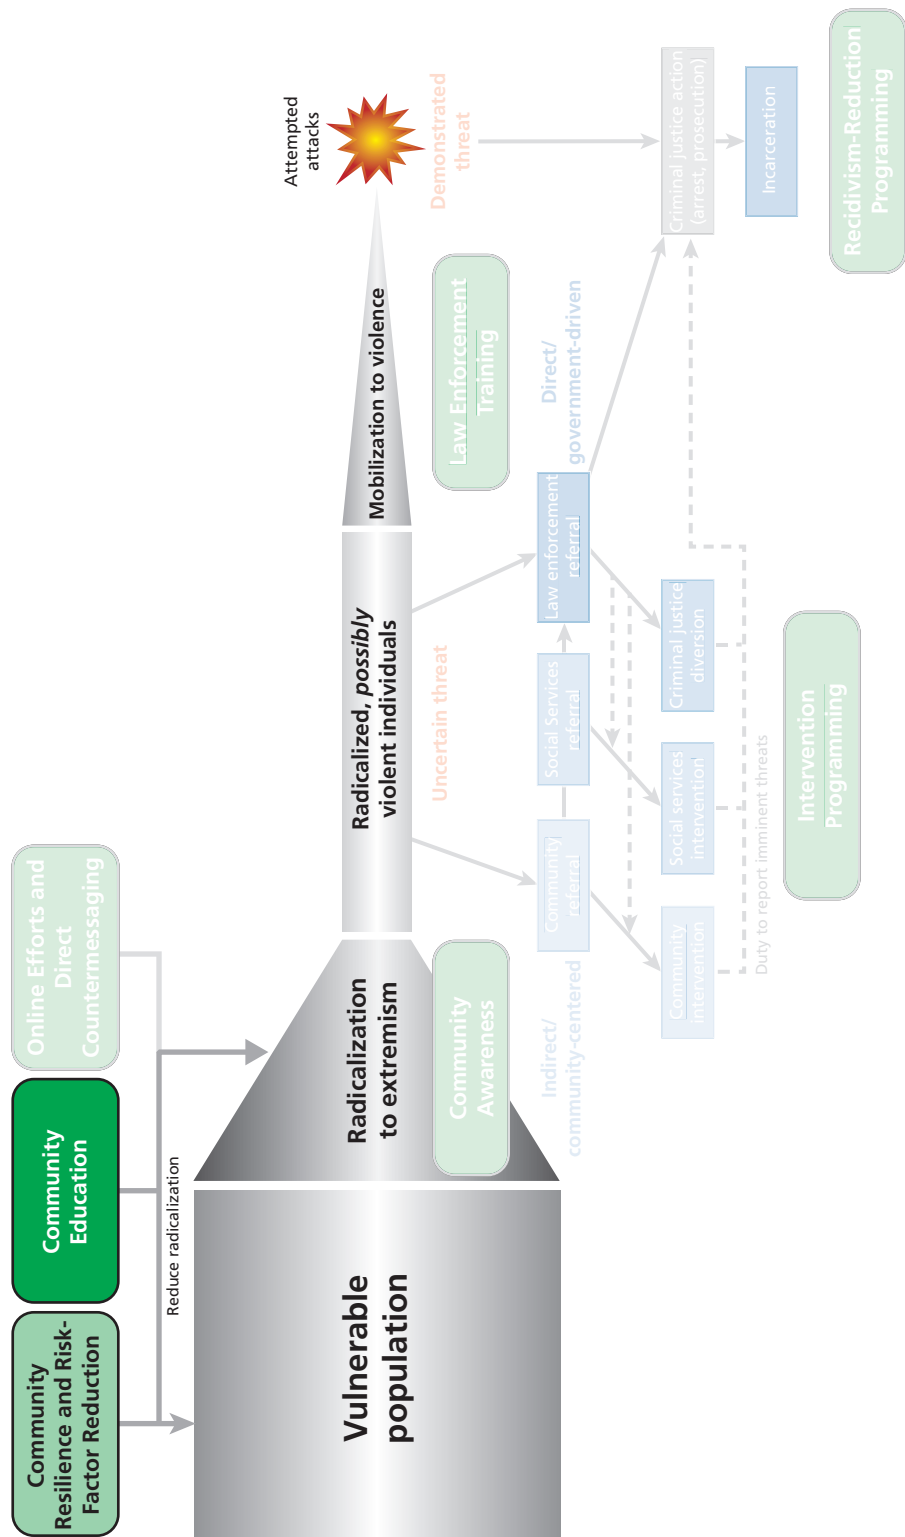 Community
Resilience and Risk-
Factor Reduction
Community
Education
Online Efforts and
Direct
Countermessaging
Reduce radicalization
Vulnerable
population
Radicalization
to extremism
Radicalized, possibly
violent individuals
Mobilization to violence
Attempted
attacks
Community
Awareness
Uncertain threat
Law Enforcement
Training
Demonstrated
threat
Indirect/
community-centered
Community
referral
Social Services
referral
Law enforcement
referral
Direct/
government-driven
Community
intervention
Social services
intervention
Criminal justice
diversion
Criminal justice action
(arrest, prosecution)
Duty to report imminent threats
Incarceration
Intervention
Programming
Recidivism-Reduction
Programming